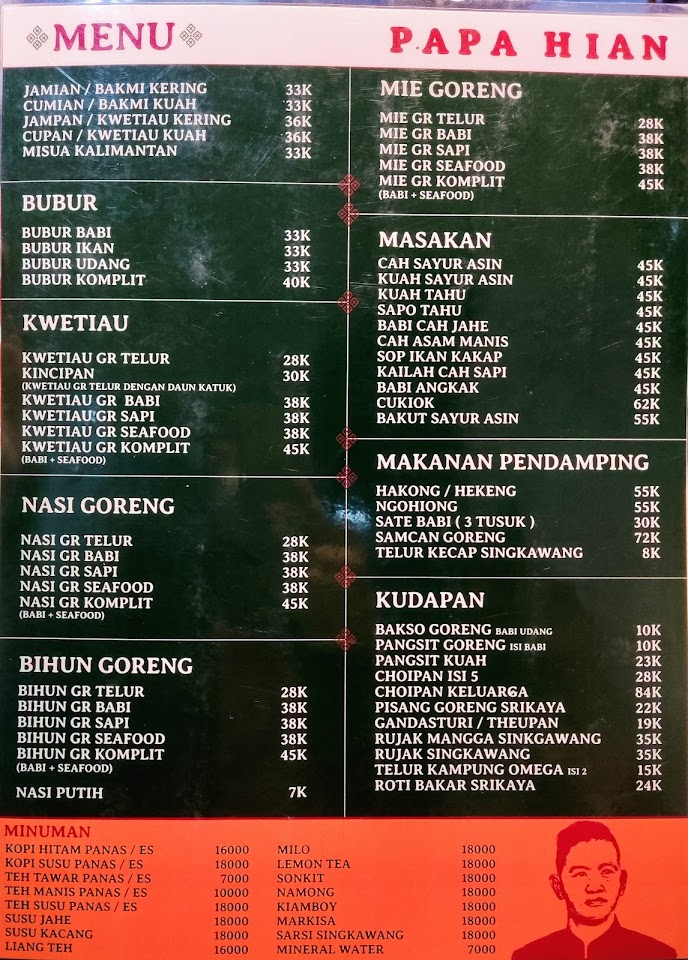 MENU
PAPA HIAN
JAMIAN / BAKMI KERING 33K
CUMIAN / BAKMI KUAH 33K
JAMPAN / KWETIAU KERING 36K
CUPAN / KWETIAU KUAH 36K
MISUA KALIMANTAN 33K
BUBUR
BUBUR BABI 33K
BUBUR IKAN 33K
BUBUR UDANG 33K
BUBUR KOMPLIT 40K
KWETIAU
KWETIAU GR TELUR 28K
KINCIPAN 30K
(KWETIAU GR TELUR DENGAN DAUN KATUK)
KWETIAU GR BABI 38K
KWETIAU GR SAPI 38K
KWETIAU GR SEAFOOD 38K
KWETIAU GR KOMPLIT 45K
(BABI + SEAFOOD)
NASI GORENG
NASI GR TELUR 28K
NASI GR BABI 38K
NASI GR SAPI 38K
NASI GR SEAFOOD 38K
NASI GR KOMPLIT 45K
(BABI + SEAFOOD)
BIHUN GORENG
BIHUN GR TELUR 28K
BIHUN GR BABI 38K
BIHUN GR SAPI 38K
BIHUN GR SEAFOOD 38K
BIHUN GR KOMPLIT 45K
(BABI + SEAFOOD)
NASI PUTIH 7K
MIE GORENG
MIE GR TELUR 28K
MIE GR BABI 38K
MIE GR SAPI 38K
MIE GR SEAFOOD 38K
MIE GR KOMPLIT 45K
(BABI + SEAFOOD)
MASAKAN
CAH SAYUR ASIN 45K
KUAH SAYUR ASIN 45K
KUAH TAHU 45K
SAPO TAHU 45K
BABI CAH JAHE 45K
CAH ASAM MANIS 45K
SOP IKAN KAKAP 45K
KAILAH CAH SAPI 45K
BABI ANGKAK 45K
CUKIOK 62K
BAKUT SAYUR ASIN 55K
MAKANAN PENDAMPING
HAKONG / HEKENG 55K
NGOHIONG 55K
SATE BABI ( 3 TUSUK ) 30K
SAMCAN GORENG 72K
TELUR KECAP SINGKAWANG 8K
KUDAPAN
BAKSO GORENG BABI UDANG 10K
PANGSIT GORENG ISI BABI 10K
PANGSIT KUAH 23K
CHOIPAN ISI 5 28K
CHOIPAN KELUARGA 84K
PISANG GORENG SRIKAYA 22K
GANDASTURI / THEUPAN 19K
RUJAK MANGGA SINKGAWANG 35K
RUJAK SINGKAWANG 35K
TELUR KAMPUNG OMEGA ISI 2 15K
ROTI BAKAR SRIKAYA 24K
MINUMAN
KOPI HITAM PANAS / ES 16000
KOPI SUSU PANAS / ES 18000
TEH TAWAR PANAS / ES 7000
TEH MANIS PANAS / ES 10000
TEH SUSU PANAS / ES 18000
SUSU JAHE 18000
SUSU KACANG 18000
LIANG TEH 16000
MILO 18000
LEMON TEA 18000
SONKIT 18000
NAMONG 18000
KIAMBOY 18000
MARKISA 18000
SARSI SINGKAWANG 18000
MINERAL WATER 7000